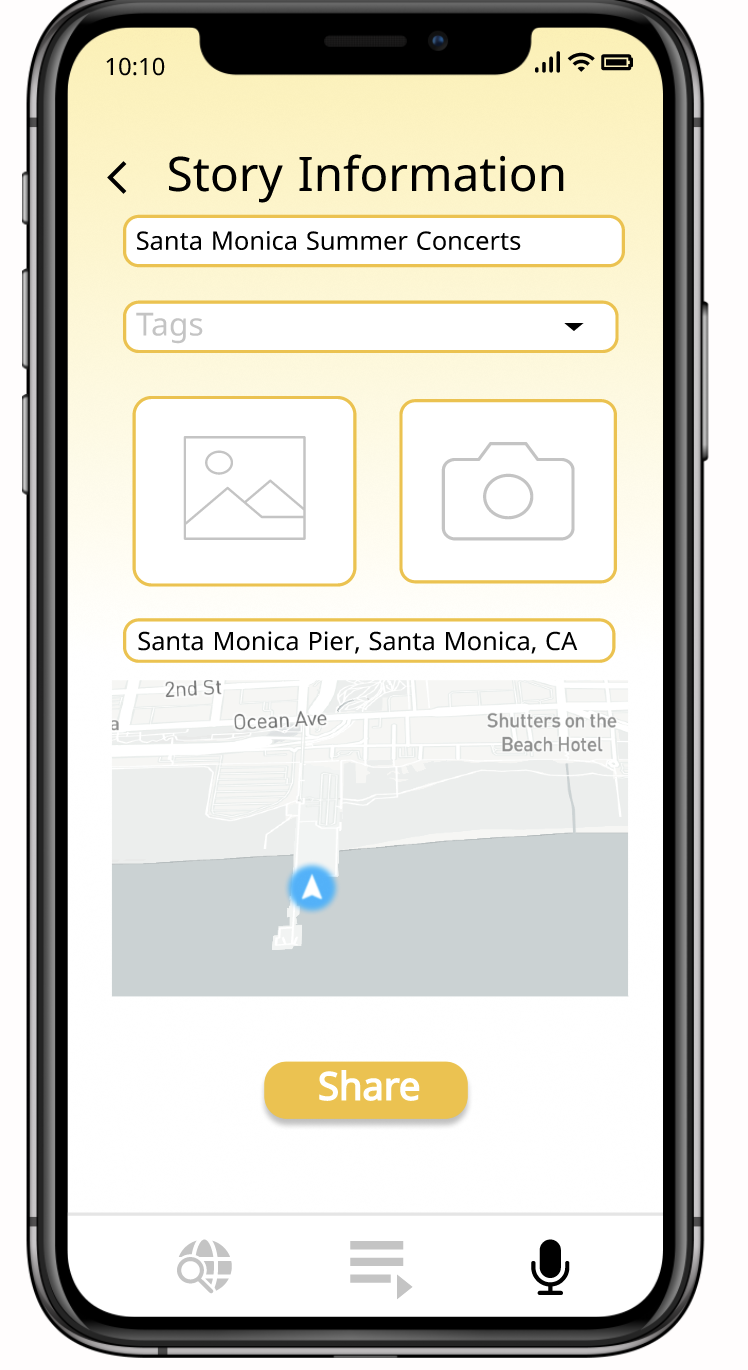 10:10
Story Information
Santa Monica Summer Concerts
Tags
Santa Monica Pier, Santa Monica, CA
2nd St
a
Ocean Ave
Shutters on the
Beach Hotel
Share